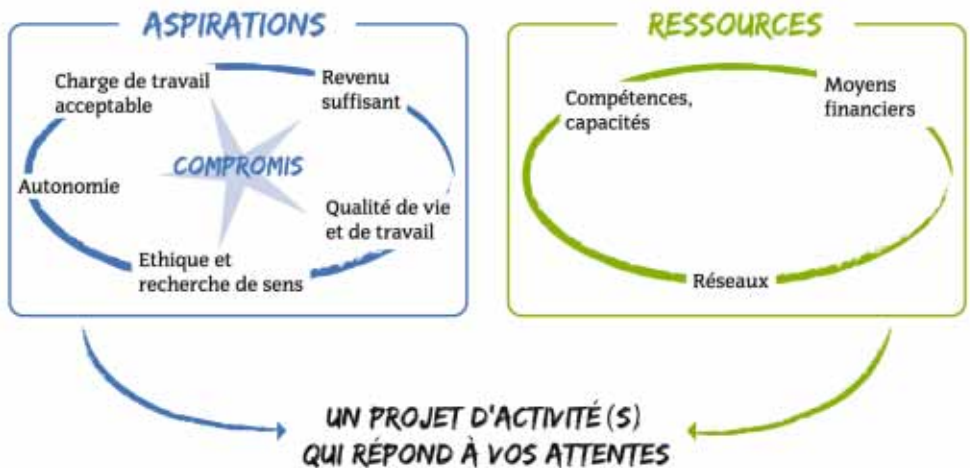 ASPIRATIONS
Charge de travail
acceptable
Revenu
suffisant
COMPROMIS
Autonomie
Qualité de vie
et de travail
Ethique et
recherche de sens
RESSOURCES
Compétences,
capacités
Moyens
financiers
Réseaux
UN PROJET D'ACTIVITÉ(S)
QUI RÉPOND À VOS ATTENTES